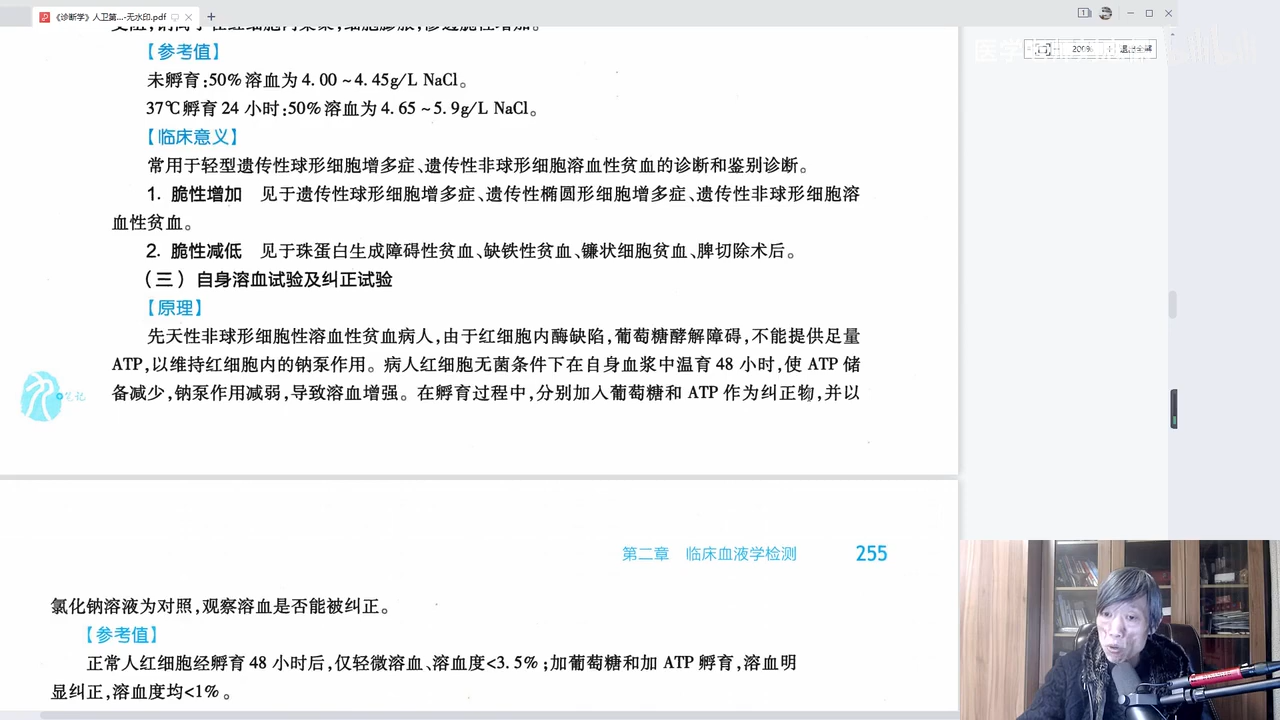 《诊断学》人卫第...-无水印.pdf
【参考值】
未孵育:50%溶血为4.00~4.45g/L NaCl。
37℃孵育24小时:50%溶血为4.65~5.9g/L NaCl。
【临床意义】
常用于轻型遗传性球形细胞增多症、遗传性非球形细胞溶血性贫血的诊断和鉴别诊断。
1. 脆性增加 见于遗传性球形细胞增多症、遗传性椭圆形细胞增多症、遗传性非球形细胞溶
血性贫血。
2. 脆性减低 见于珠蛋白生成障碍性贫血、缺铁性贫血、镰状细胞贫血、脾切除术后。
(三) 自身溶血试验及纠正试验
【原理】
先天性非球形细胞性溶血性贫血病人,由于红细胞内酶缺陷,葡萄糖酵解障碍,不能提供足量
ATP,以维持红细胞内的钠泵作用。病人红细胞无菌条件下在自身血浆中温育48小时,使ATP储
备减少,钠泵作用减弱,导致溶血增强。在孵育过程中,分别加入葡萄糖和ATP作为纠正物,并以
笔记
第二章 临床血液学检测 255
氯化钠溶液为对照,观察溶血是否能被纠正。
【参考值】
正常人红细胞经孵育48小时后,仅轻微溶血、溶血度<3.5%;加葡萄糖和加ATP孵育,溶血明
显纠正,溶血度均<1%。